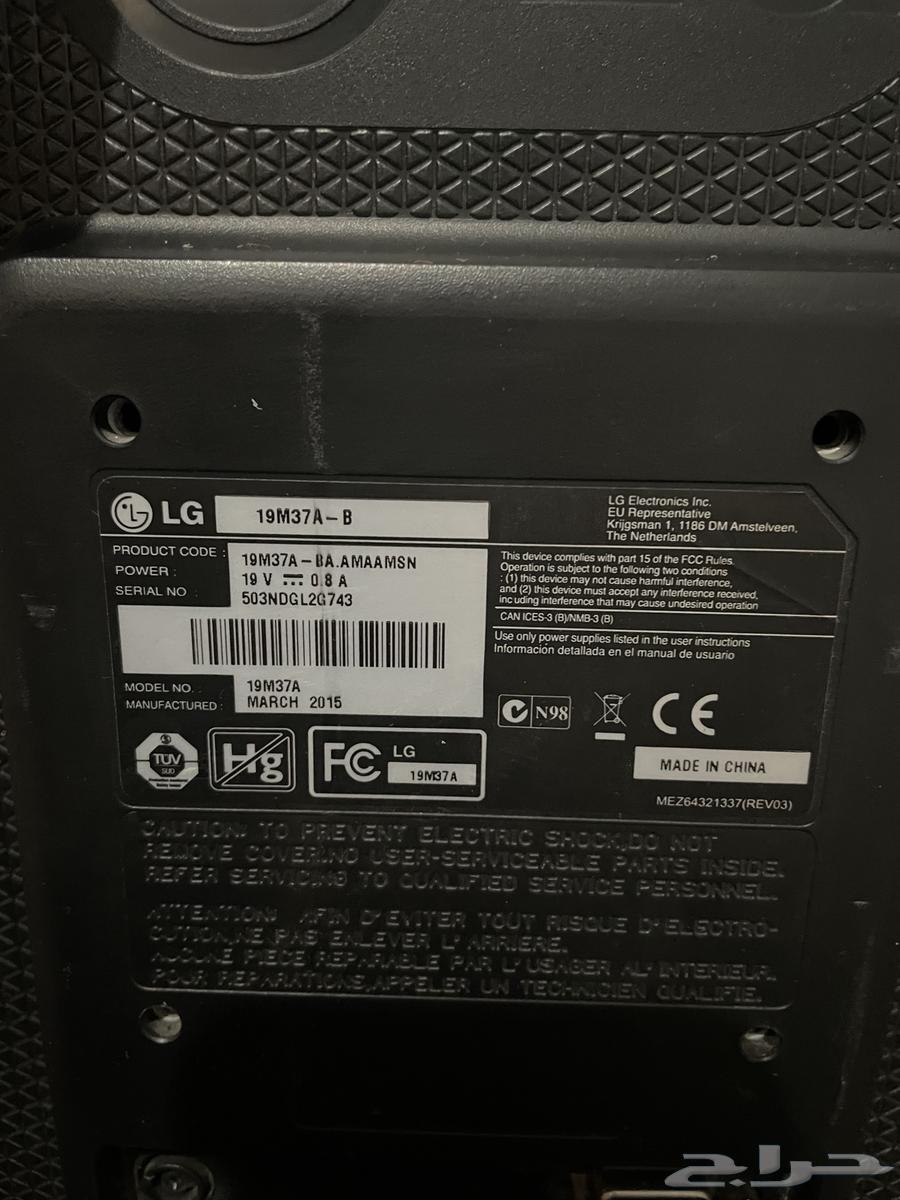 LG 19M37A-B
LG Electronics Inc.
EU Representative
Krijgsman 1, 1186 DM Amstelveen,
The Netherlands
PRODUCT CODE : 19M37A-BA.AMAAMSN
POWER : 19 V ⎓ 0.8 A
SERIAL NO : 503NDGL2G743
MODEL NO. : 19M37A
MANUFACTURED : MARCH 2015
This device complies with part 15 of the FCC Rules.
Operation is subject to the following two conditions
: (1) this device may not cause harmful interference,
and (2) this device must accept any interference received,
including interference that may cause undesired operation
CAN ICES-3 (B)/NMB-3 (B)
Use only power supplies listed in the user instructions
Información detallada en el manual de usuario
N98
CE
TÜV
SÜD
Hg
FC LG
19M37A
MADE IN CHINA
MEZ64321337(REV03)
CAUTION: TO PREVENT ELECTRIC SHOCK,DO NOT
REMOVE COVER!NO USER-SERVICEABLE PARTS INSIDE.
REFER SERVICING TO QUALIFIED SERVICE PERSONNEL.
ATTENTION: AFIN D'EVITER TOUT RISQUE D'ELECTRO-
CUTION,NE PAS ENLEVER L'ARRIERE.
AUCUNE PIECE REPARABLE PAR L'USAGER AL'INTERIEUR.
POUR REPARATIONS,APPELER UN TECHNICIEN QUALIFIE.
حراج